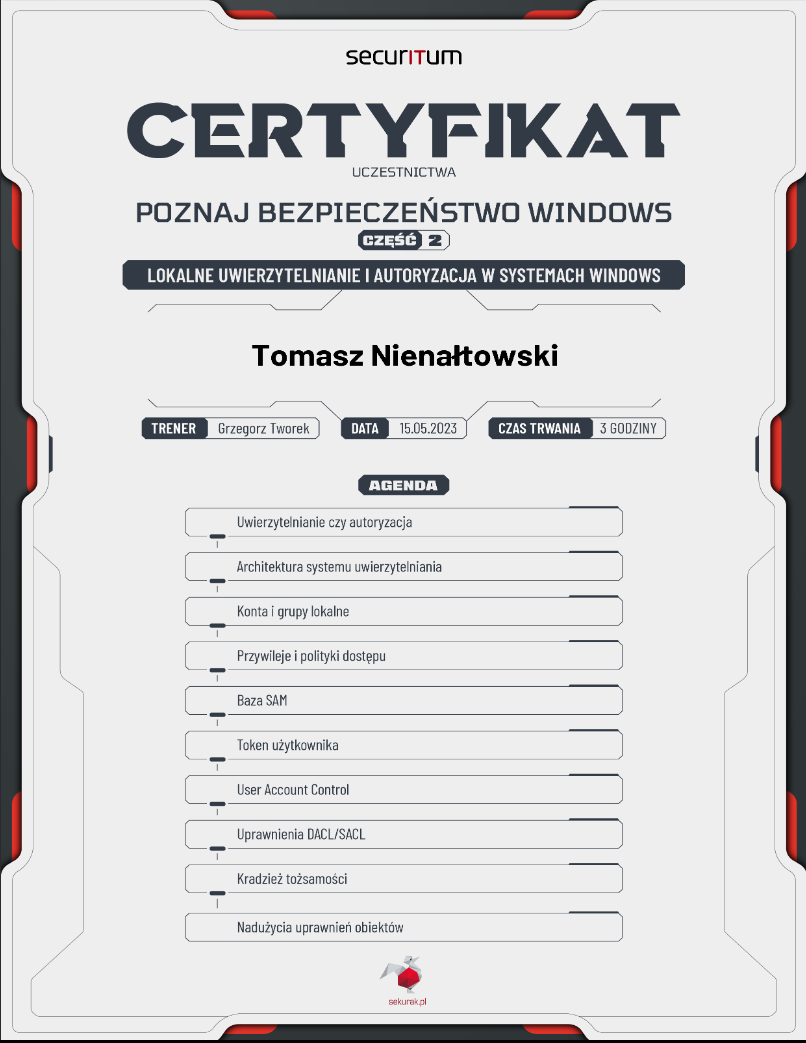 securITum
CERTYFIKAT
UCZESTNICTWA
POZNAJ BEZPIECZEŃSTWO WINDOWS
CZĘŚĆ 2
LOKALNE UWIERZYTELNIANIE I AUTORYZACJA W SYSTEMACH WINDOWS
Tomasz Nienałtowski
TRENER Grzegorz Tworek DATA 15.05.2023 CZAS TRWANIA 3 GODZINY
AGENDA
Uwierzytelnianie czy autoryzacja
Architektura systemu uwierzytelniania
Konta i grupy lokalne
Przywileje i polityki dostępu
Baza SAM
Token użytkownika
User Account Control
Uprawnienia DACL/SACL
Kradzież tożsamości
Nadużycia uprawnień obiektów
sekurak.pl